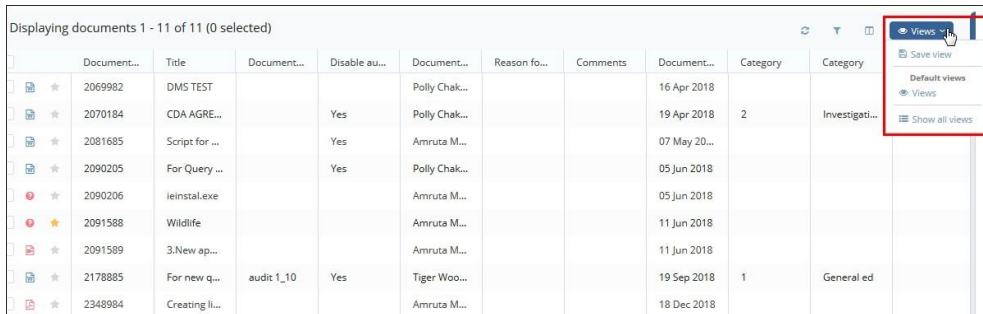 Displaying documents 1 - 11 of 11 (0 selected)
Views
Save view
Default views
Views
Show all views
Document... Title Document... Disable au... Document... Reason fo... Comments Document... Category Category
2069982 DMS TEST Polly Chak... 16 Apr 2018
2070184 CDA AGRE... Yes Polly Chak... 19 Apr 2018 2 Investigati...
2081685 Script for ... Yes Amruta M... 07 May 20...
2090205 For Query ... Yes Polly Chak... 05 Jun 2018
2090206 ieinstal.exe Amruta M... 05 Jun 2018
2091588 Wildlife Amruta M... 11 Jun 2018
2091589 3.New ap... Amruta M... 11 Jun 2018
2178885 For new q... audit 1_10 Yes Tiger Woo... 19 Sep 2018 1 General ed
2348984 Creating li... Amruta M... 18 Dec 2018